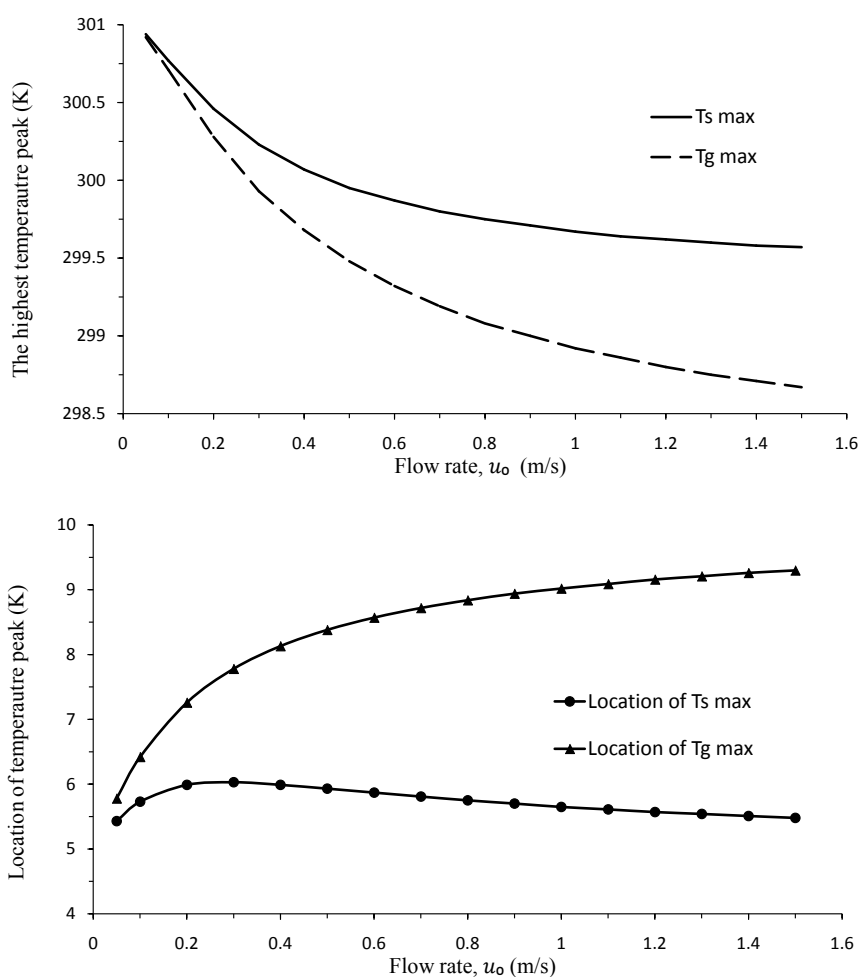 The highest temperautre peak (K)
301
300.5
300
299.5
299
298.5
Ts max
Tg max
0 0.2 0.4 0.6 0.8 1 1.2 1.4 1.6
Flow rate, uₒ (m/s)
Location of temperautre peak (K)
10
9
8
7
6
5
4
Location of Ts max
Location of Tg max
0 0.2 0.4 0.6 0.8 1 1.2 1.4 1.6
Flow rate, uₒ (m/s)